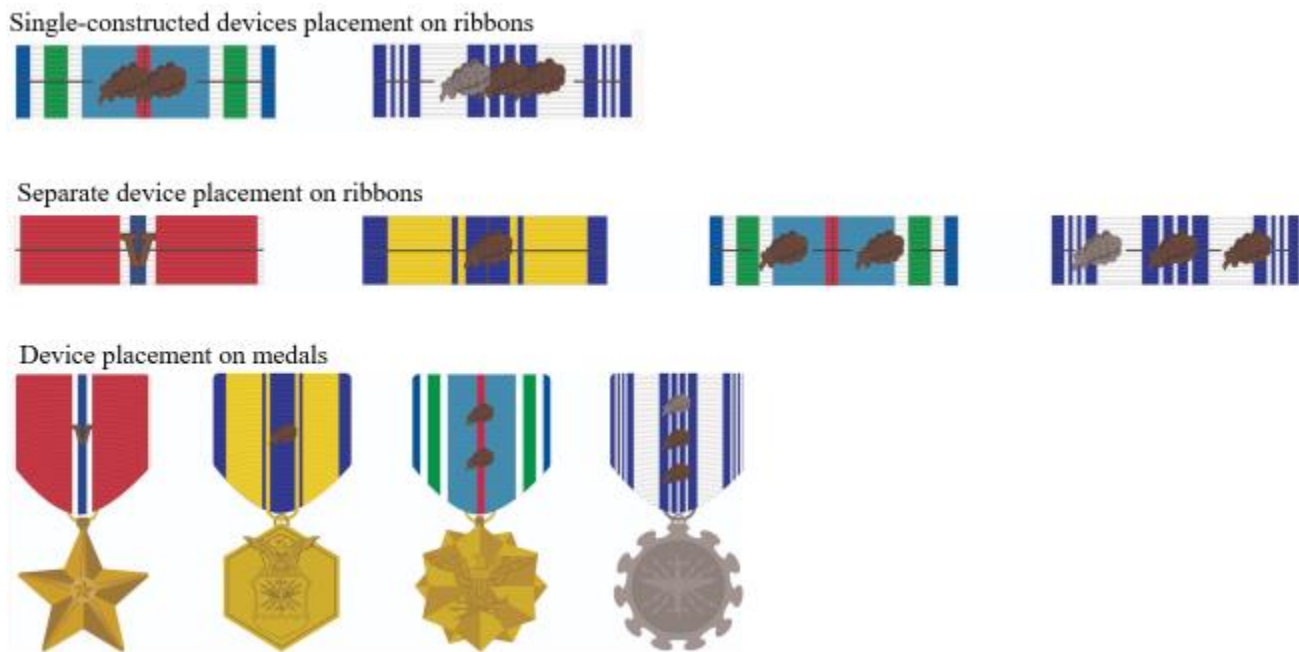 Single-constructed devices placement on ribbons
Separate device placement on ribbons
V
Device placement on medals
V